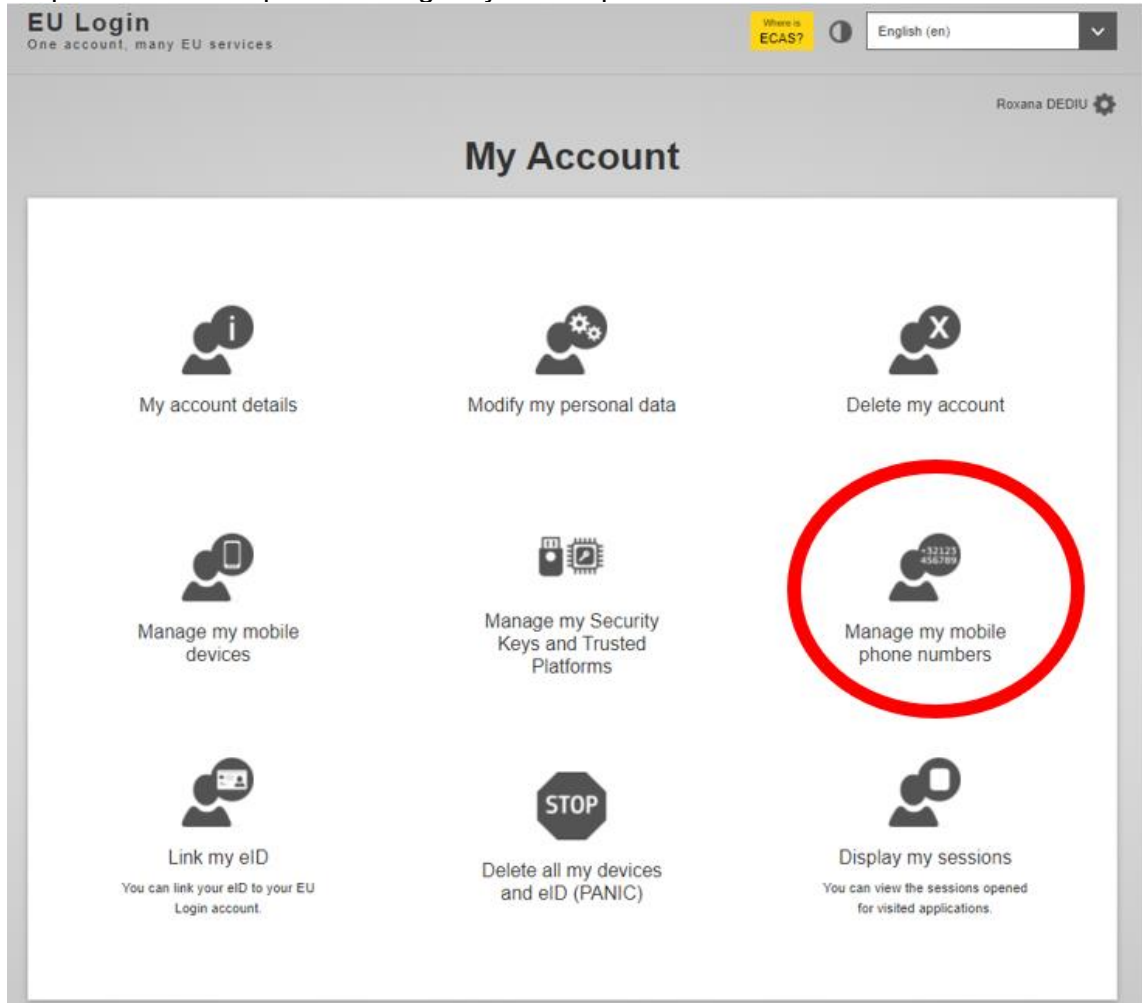 EU Login
One account, many EU services
Where is
ECAS?
English (en)
Roxana DEDIU
My Account
i
X
My account details
Modify my personal data
Delete my account
+32123
456789
Manage my mobile
devices
Manage my Security
Keys and Trusted
Platforms
Manage my mobile
phone numbers
STOP
Link my eID
You can link your eID to your EU
Login account.
Delete all my devices
and eID (PANIC)
Display my sessions
You can view the sessions opened
for visited applications.